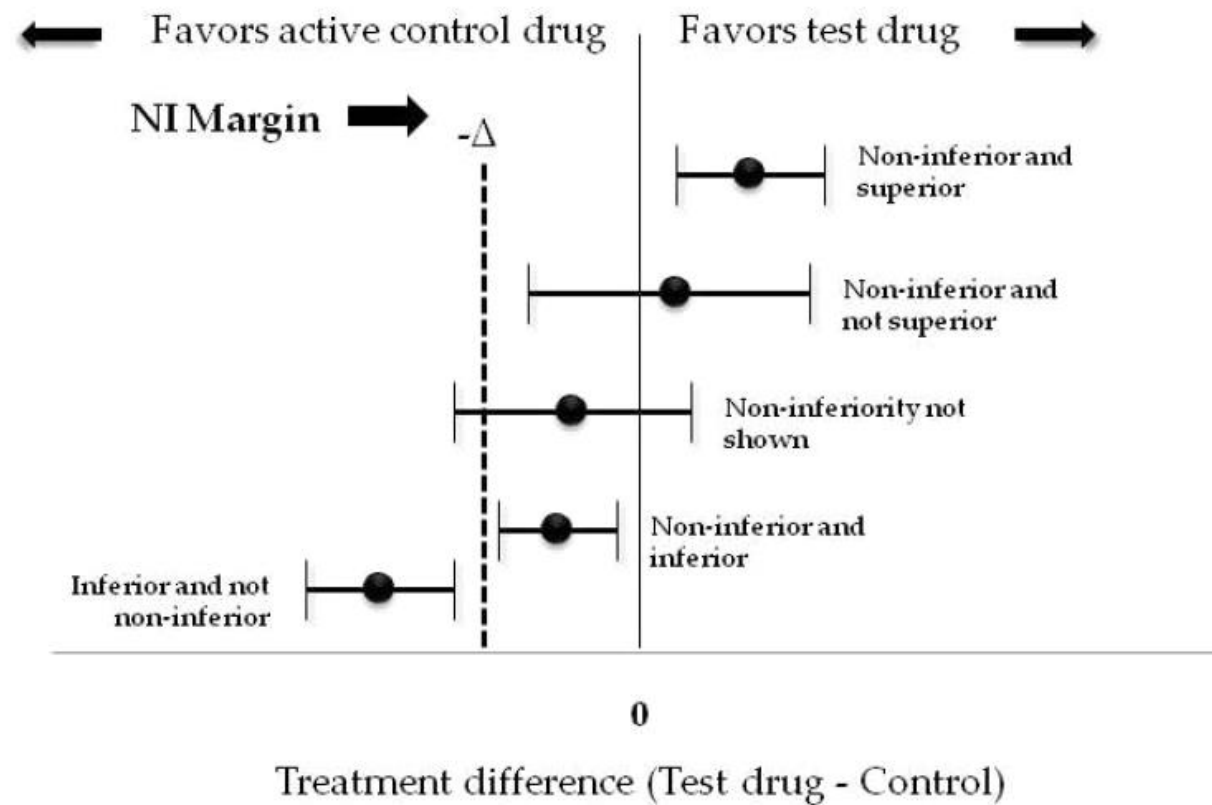 Favors active control drug
Favors test drug
NI Margin
-Δ
Non-inferior and
superior
Non-inferior and
not superior
Non-inferiority not
shown
Non-inferior and
inferior
Inferior and not
non-inferior
0
Treatment difference (Test drug - Control)